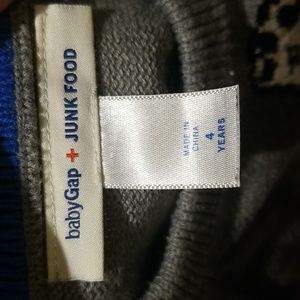 babyGap + JUNK FOOD
4
YEARS
MADE IN
CHINA